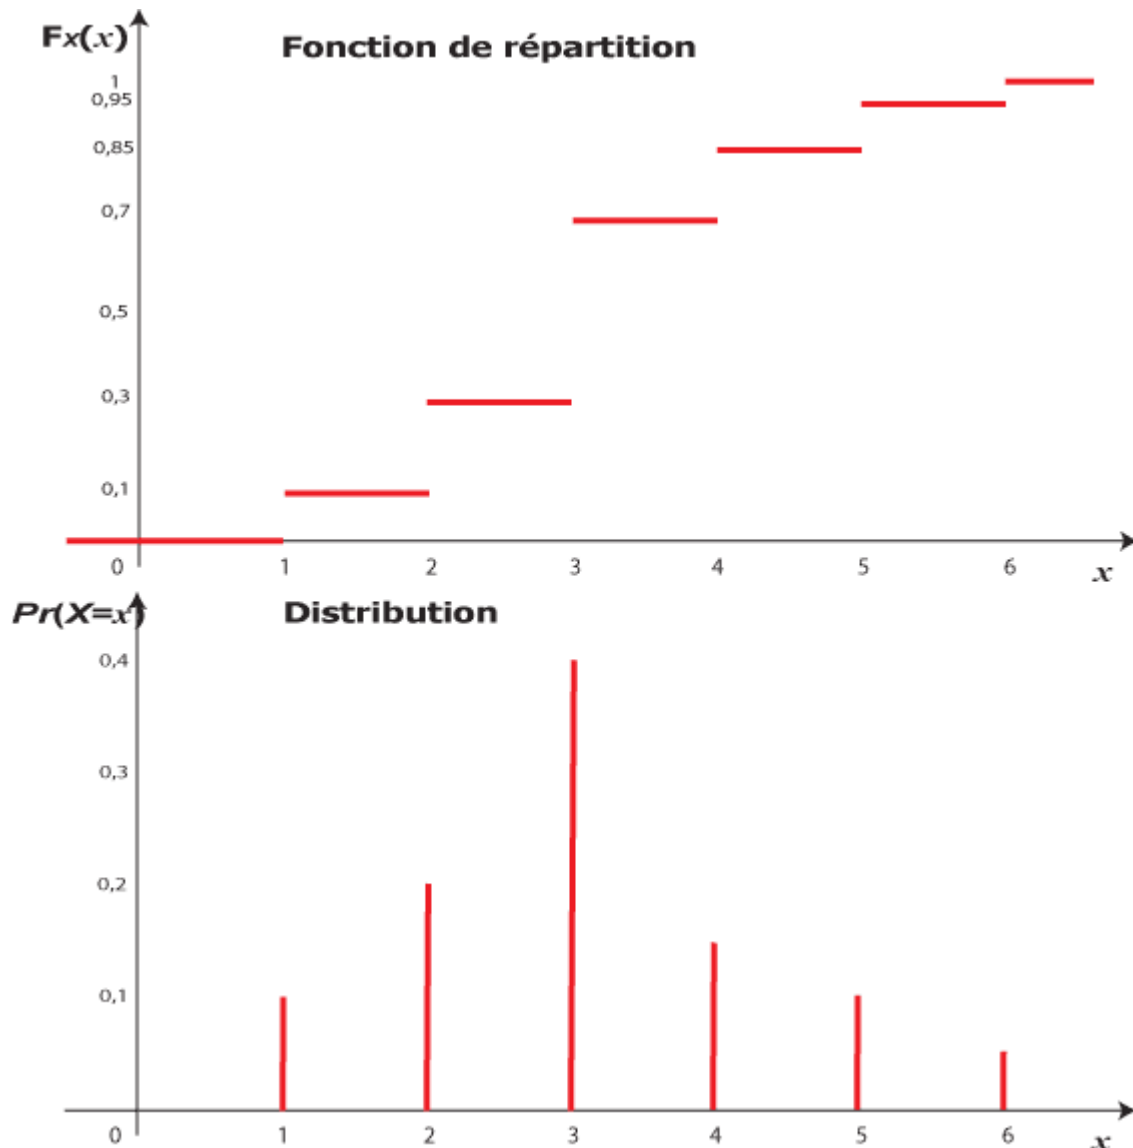 Fx(x)
Fonction de répartition
1
0,95
0,85
0,7
0,5
0,3
0,1
0 1 2 3 4 5 6 x
Pr(X=x)
Distribution
0,4
0,3
0,2
0,1
0 1 2 3 4 5 6 x